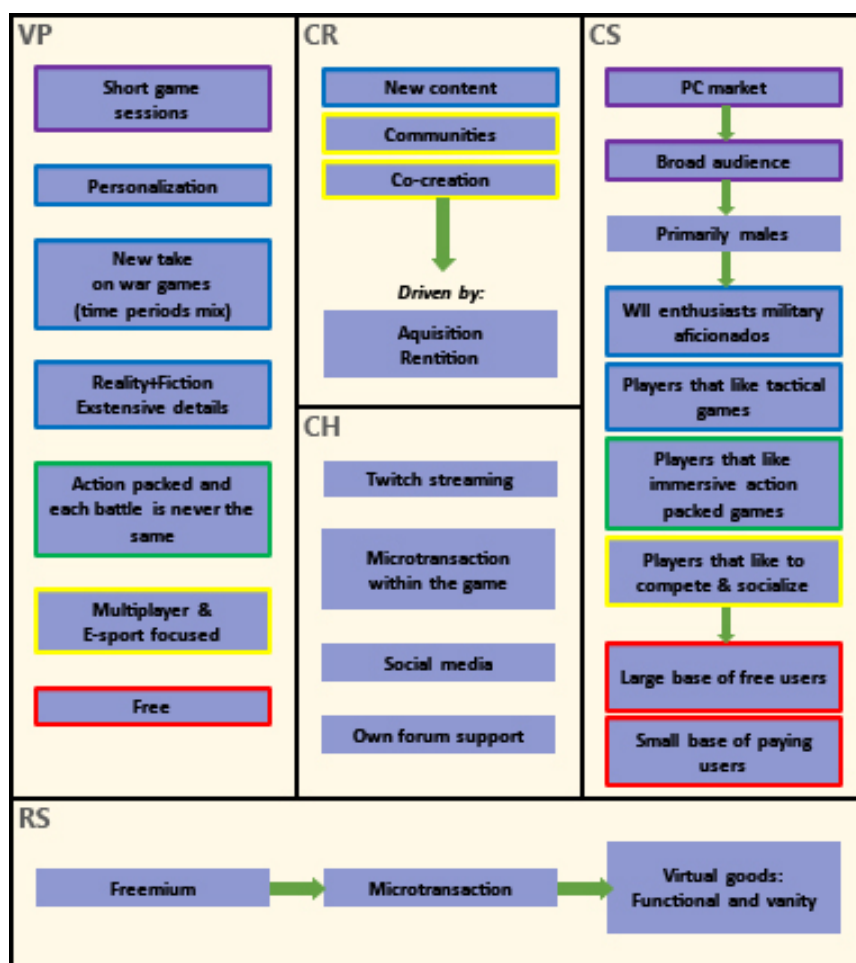 VP
Short game
sessions
Personalization
New take
on war games
(time periods mix)
Reality+Fiction
Exstensive details
Action packed and
each battle is never the
same
Multiplayer &
E-sport focused
Free
CR
New content
Communities
Co-creation
Driven by:
Aquisition
Rentition
CH
Twitch streaming
Microtransaction
within the game
Social media
Own forum support
CS
PC market
Broad audience
Primarily males
WII enthusiasts military
aficionados
Players that like tactical
games
Players that like
immersive action
packed games
Players that like to
compete & socialize
Large base of free users
Small base of paying
users
RS
Freemium
Microtransaction
Virtual goods:
Functional and vanity